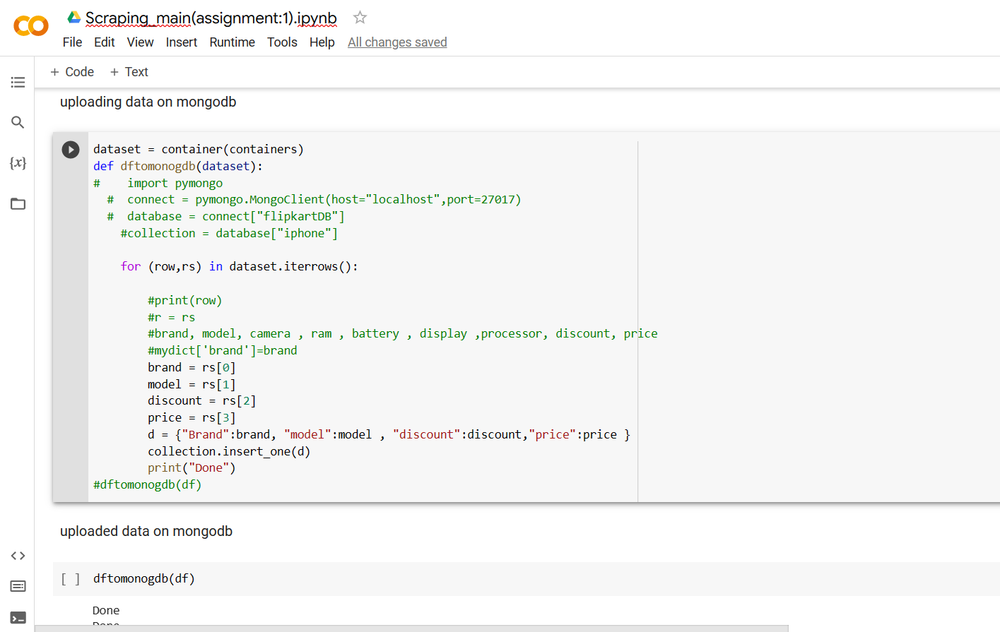 Scraping_main(assignment:1).ipynb
File Edit View Insert Runtime Tools Help All changes saved
+ Code + Text
uploading data on mongodb
dataset = container(containers)
def dftomonogdb(dataset):
#    import pymongo
  #  connect = pymongo.MongoClient(host="localhost",port=27017)
  #  database = connect["flipkartDB"]
    #collection = database["iphone"]
    for (row,rs) in dataset.iterrows():
        #print(row)
        #r = rs
        #brand, model, camera , ram , battery , display ,processor, discount, price
        #mydict['brand']=brand
        brand = rs[0]
        model = rs[1]
        discount = rs[2]
        price = rs[3]
        d = {"Brand":brand, "model":model , "discount":discount,"price":price }
        collection.insert_one(d)
        print("Done")
#dftomonogdb(df)
uploaded data on mongodb
[ ] dftomonogdb(df)
Done
Done